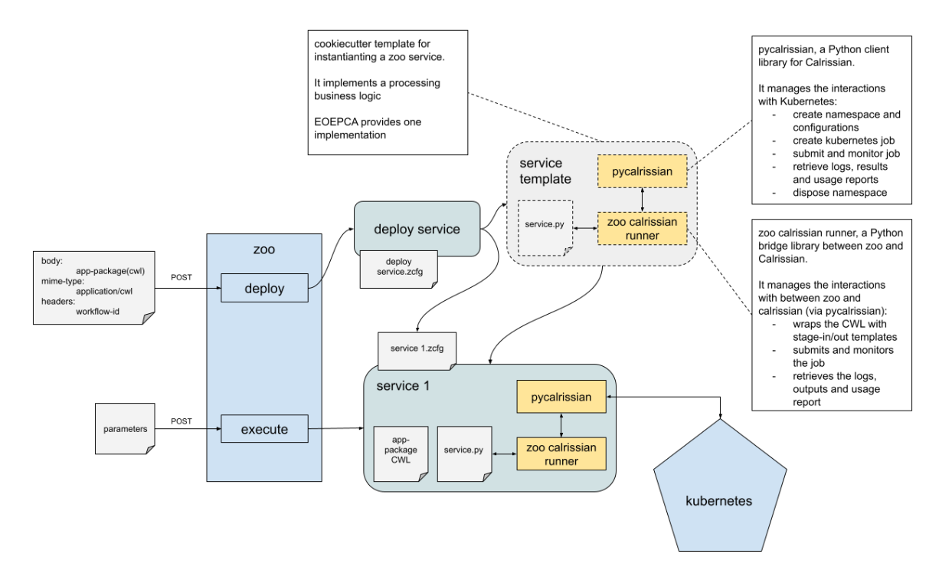 cookiecutter template for
instantianting a zoo service.
It implements a processing
business logic
EOEPCA provides one
implementation
pycalrissian, a Python client
library for Calrissian.
It manages the interactions
with Kubernetes:
- create namespace and
configurations
- create kubernetes job
- submit and monitor job
- retrieve logs, results
and usage reports
- dispose namespace
service
template
pycalrissian
service.py
zoo calrissian
runner
deploy service
deploy
service.zcfg
zoo calrissian runner, a Python
bridge library between zoo and
Calrissian.
It manages the interactions
with between zoo and
calrissian (via pycalrissian):
- wraps the CWL with
stage-in/out templates
- submits and monitors
the job
- retrieves the logs,
outputs and usage
report
body:
app-package(cwl)
mime-type:
application/cwl
headers:
workflow-id
POST
zoo
deploy
service 1.zcfg
service 1
pycalrissian
parameters
POST
execute
app-
package
CWL
service.py
zoo calrissian
runner
kubernetes